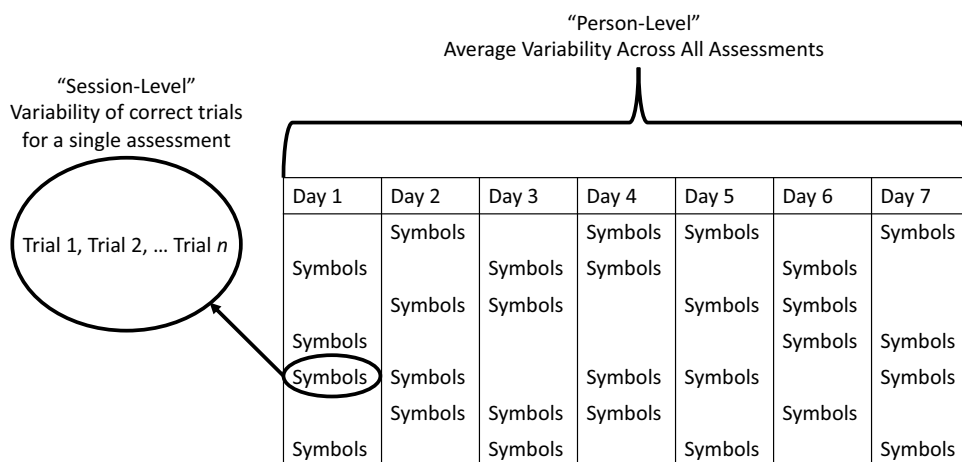 “Person-Level”
Average Variability Across All Assessments
“Session-Level”
Variability of correct trials
for a single assessment
Trial 1, Trial 2, ... Trial n
Day 1 Day 2 Day 3 Day 4 Day 5 Day 6 Day 7
Symbols Symbols Symbols Symbols
Symbols Symbols Symbols Symbols
Symbols Symbols Symbols Symbols
Symbols Symbols Symbols
Symbols Symbols Symbols Symbols Symbols
Symbols Symbols Symbols Symbols
Symbols Symbols Symbols Symbols